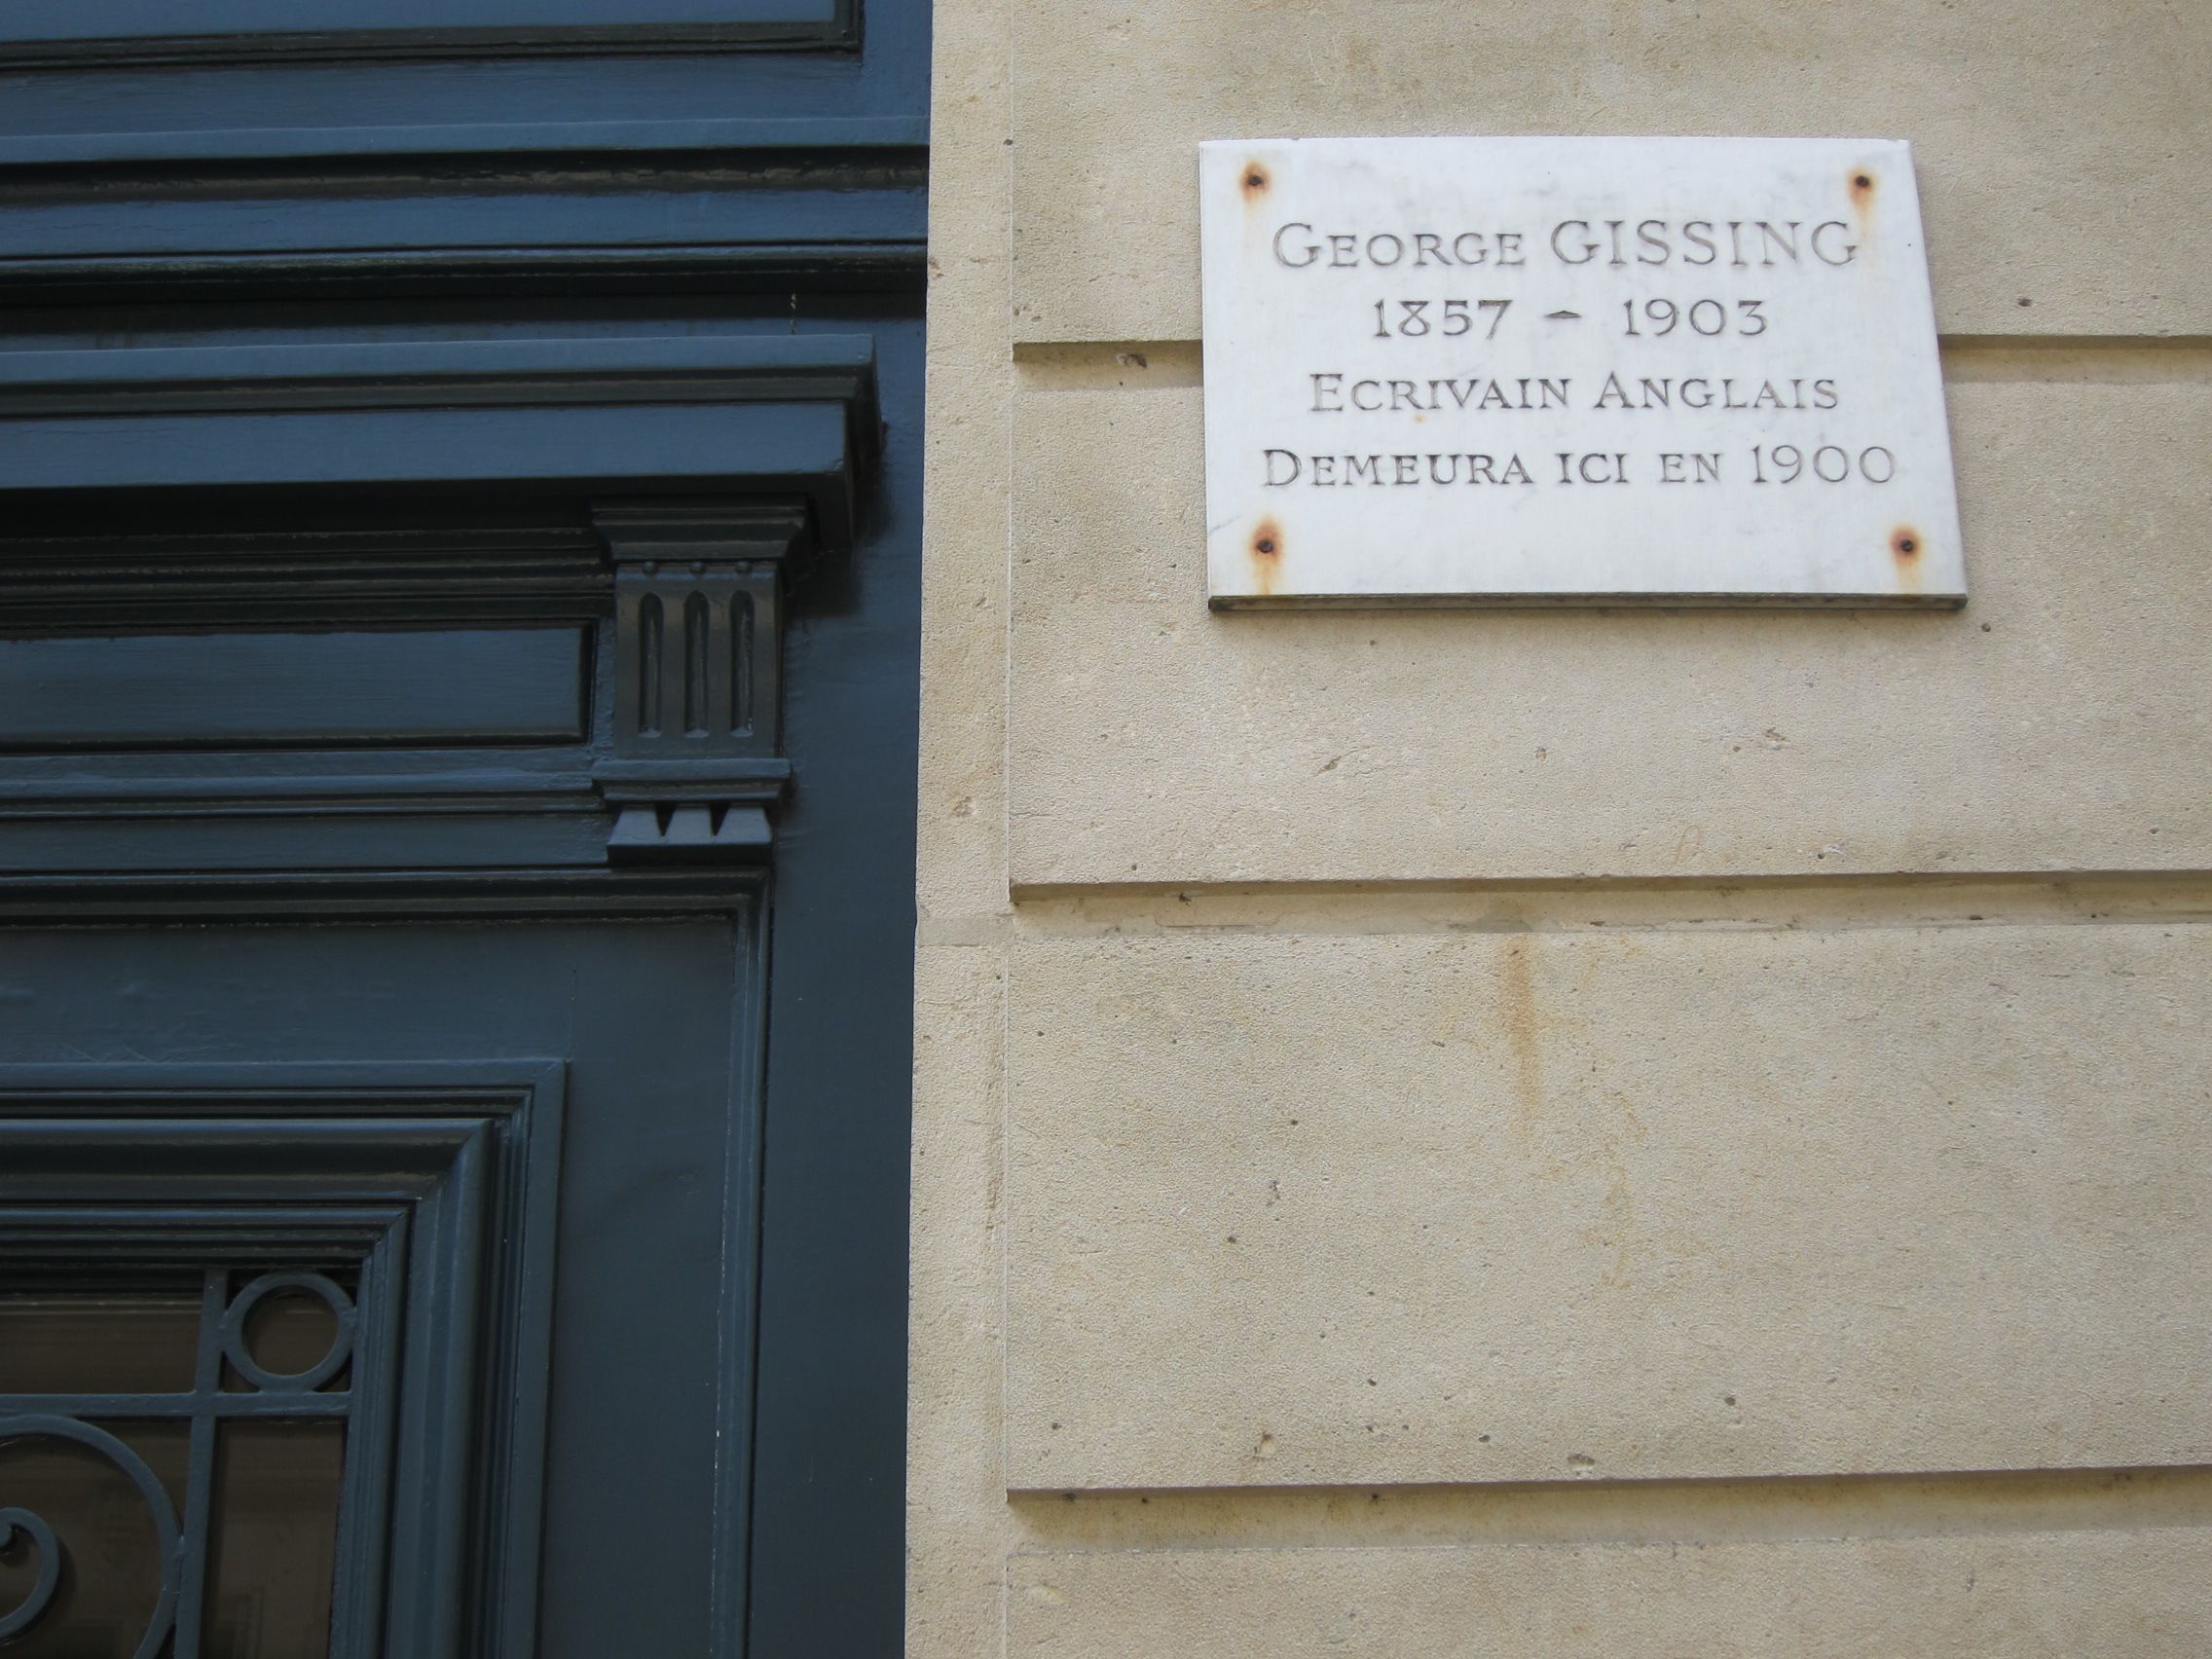 GEORGE GISSING
1857 - 1903
ECRIVAIN ANGLAIS
DEMEURA ICI EN 1900